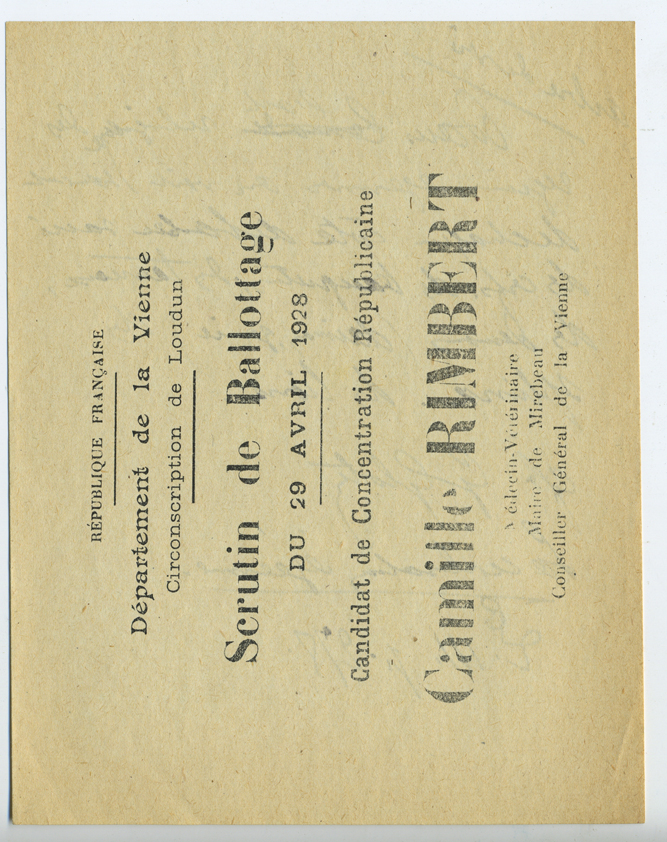 RÉPUBLIQUE FRANÇAISE
Département de la Vienne
Circonscription de Loudun
Scrutin de Ballottage
DU 29 AVRIL 1928
Candidat de Concentration Républicaine
Camille RIMBERT
Médecin-Vétérinaire
Maire de Mirebeau
Conseiller Général de la Vienne